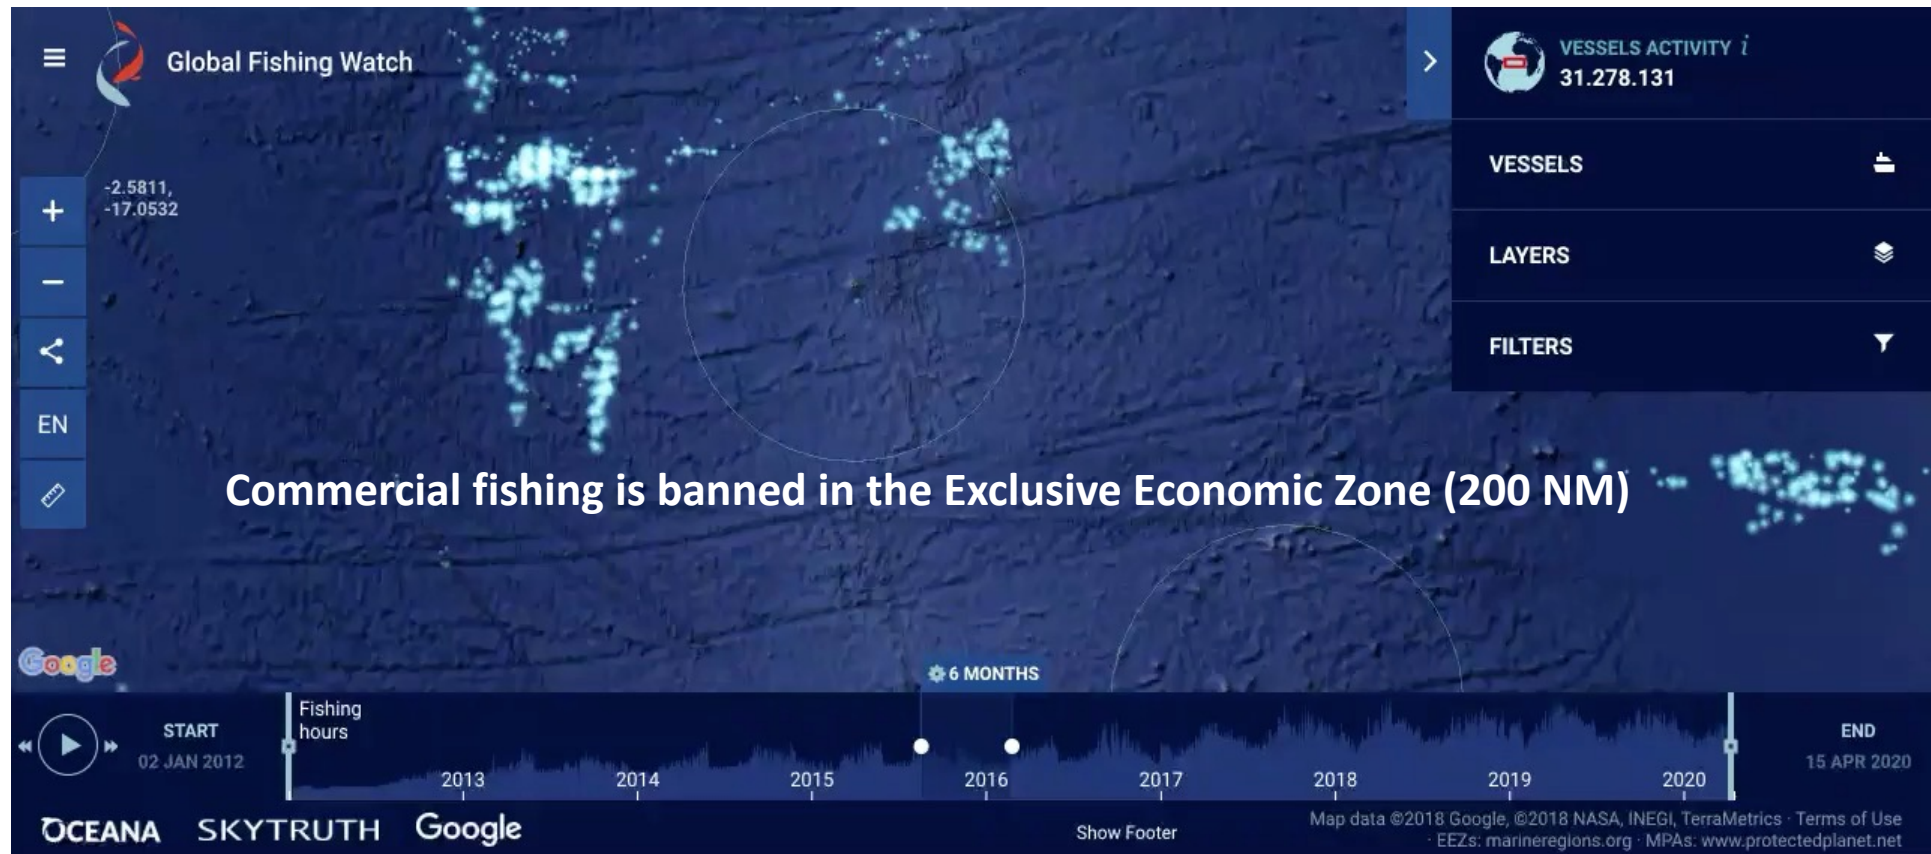 Global Fishing Watch
VESSELS ACTIVITY i
31.278.131
VESSELS
LAYERS
FILTERS
-2.5811,
-17.0532
+
−
EN
Commercial fishing is banned in the Exclusive Economic Zone (200 NM)
Google
6 MONTHS
START
02 JAN 2012
Fishing
hours
2013 2014 2015 2016 2017 2018 2019 2020
END
15 APR 2020
OCEANA SKYTRUTH Google
Show Footer
Map data ©2018 Google, ©2018 NASA, INEGI, TerraMetrics · Terms of Use
· EEZs: marineregions.org · MPAs: www.protectedplanet.net